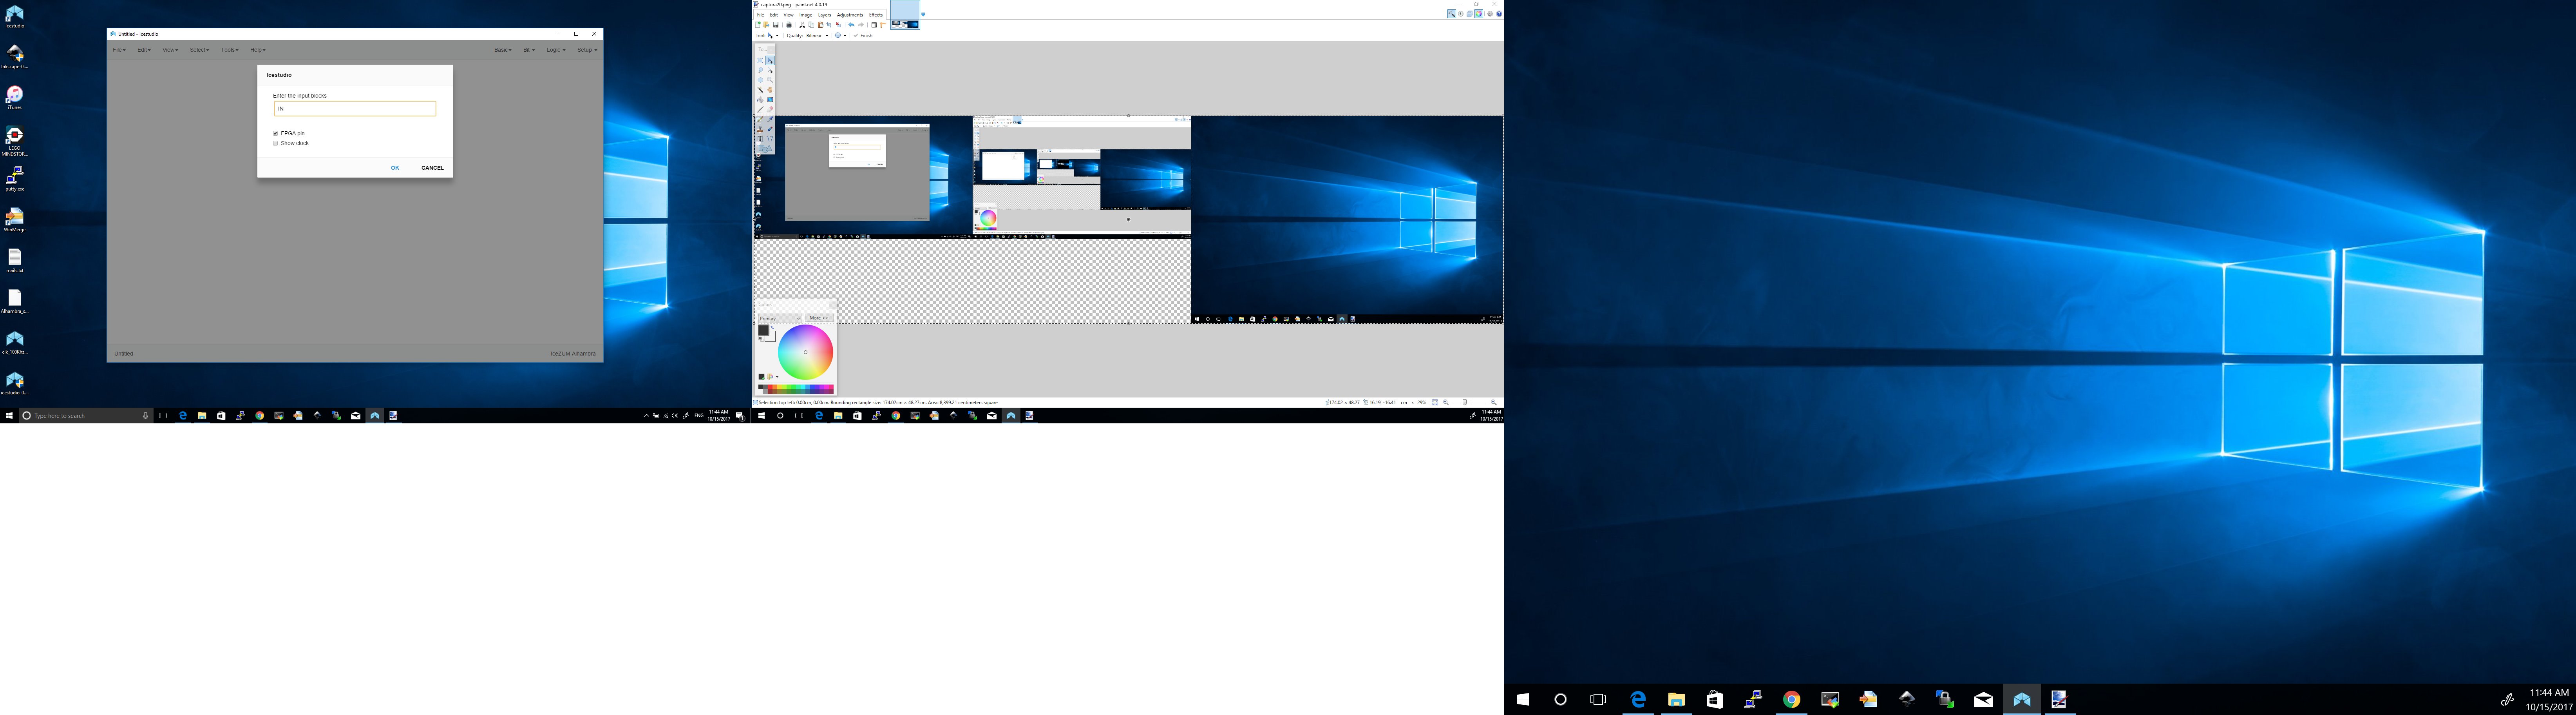 Icestudio
Inkscape-0...
iTunes
LEGO
MINDSTOR...
putty.exe
WinMerge
mails.txt
Alhambra_s...
clk_100Khz...
icestudio-0...
Untitled - Icestudio
File Edit View Select Tools Help
Basic Bit Logic Setup
Icestudio
Enter the input blocks
IN
FPGA pin
Show clock
OK CANCEL
Untitled
IceZUM Alhambra
Type here to search
ENG
11:44 AM
10/15/2017
captura20.png - paint.net 4.0.19
File Edit View Image Layers Adjustments Effects
Tool: Quality: Bilinear Finish
Colors
Primary
More >>
Selection top left: 0.00cm, 0.00cm. Bounding rectangle size: 174.02cm × 48.27cm. Area: 8,399.21 centimeters square
174.02 × 48.27
16.19, -16.41
cm
29%
11:44 AM
10/15/2017
11:44 AM
10/15/2017